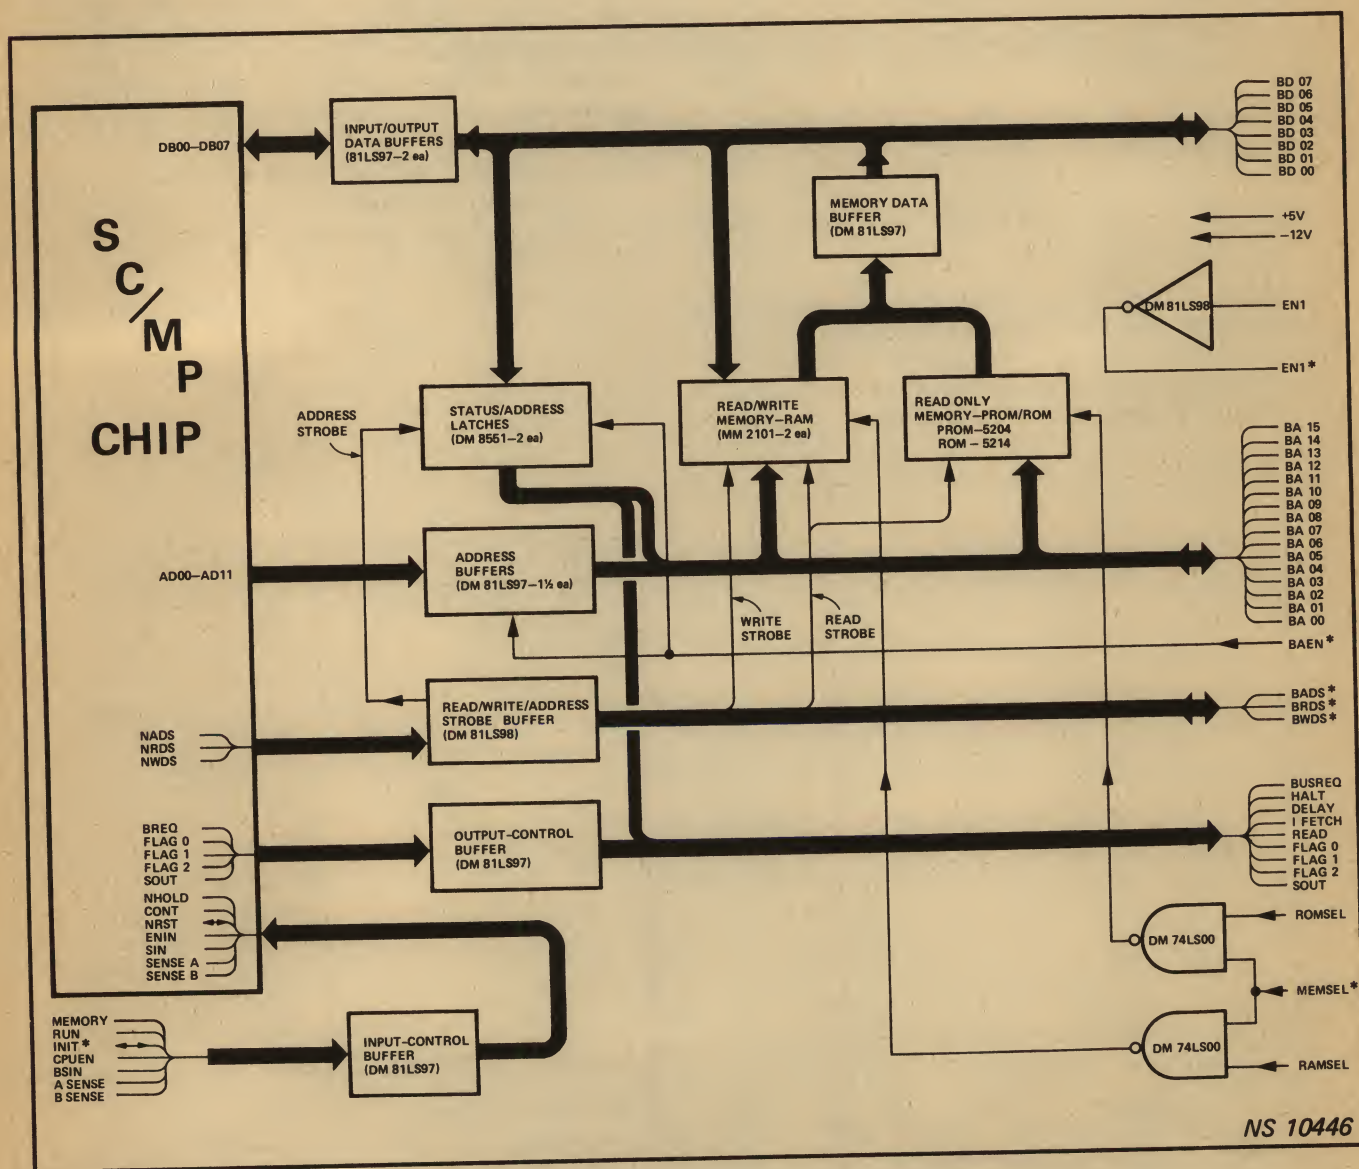 S
C/
M
P
CHIP
DB00–DB07
INPUT/OUTPUT
DATA BUFFERS
(81LS97–2 ea)
BD 07
BD 06
BD 05
BD 04
BD 03
BD 02
BD 01
BD 00
MEMORY DATA
BUFFER
(DM 81LS97)
+5V
–12V
DM 81LS98
EN1
EN1*
ADDRESS
STROBE
STATUS/ADDRESS
LATCHES
(DM 8551–2 ea)
READ/WRITE
MEMORY–RAM
(MM 2101–2 ea)
READ ONLY
MEMORY–PROM/ROM
PROM–5204
ROM – 5214
BA 15
BA 14
BA 13
BA 12
BA 11
BA 10
BA 09
BA 08
BA 07
BA 06
BA 05
BA 04
BA 03
BA 02
BA 01
BA 00
AD00–AD11
ADDRESS
BUFFERS
(DM 81LS97–1½ ea)
WRITE
STROBE
READ
STROBE
BAEN*
NADS
NRDS
NWDS
READ/WRITE/ADDRESS
STROBE BUFFER
(DM 81LS98)
BADS*
BRDS*
BWDS*
BREQ
FLAG 0
FLAG 1
FLAG 2
SOUT
OUTPUT–CONTROL
BUFFER
(DM 81LS97)
BUSREQ
HALT
DELAY
I FETCH
READ
FLAG 0
FLAG 1
FLAG 2
SOUT
NHOLD
CONT
NRST
ENIN
SIN
SENSE A
SENSE B
DM 74LS00
ROMSEL
MEMSEL*
DM 74LS00
RAMSEL
MEMORY
RUN
INIT*
CPUEN
BSIN
A SENSE
B SENSE
INPUT–CONTROL
BUFFER
(DM 81LS97)
NS 10446